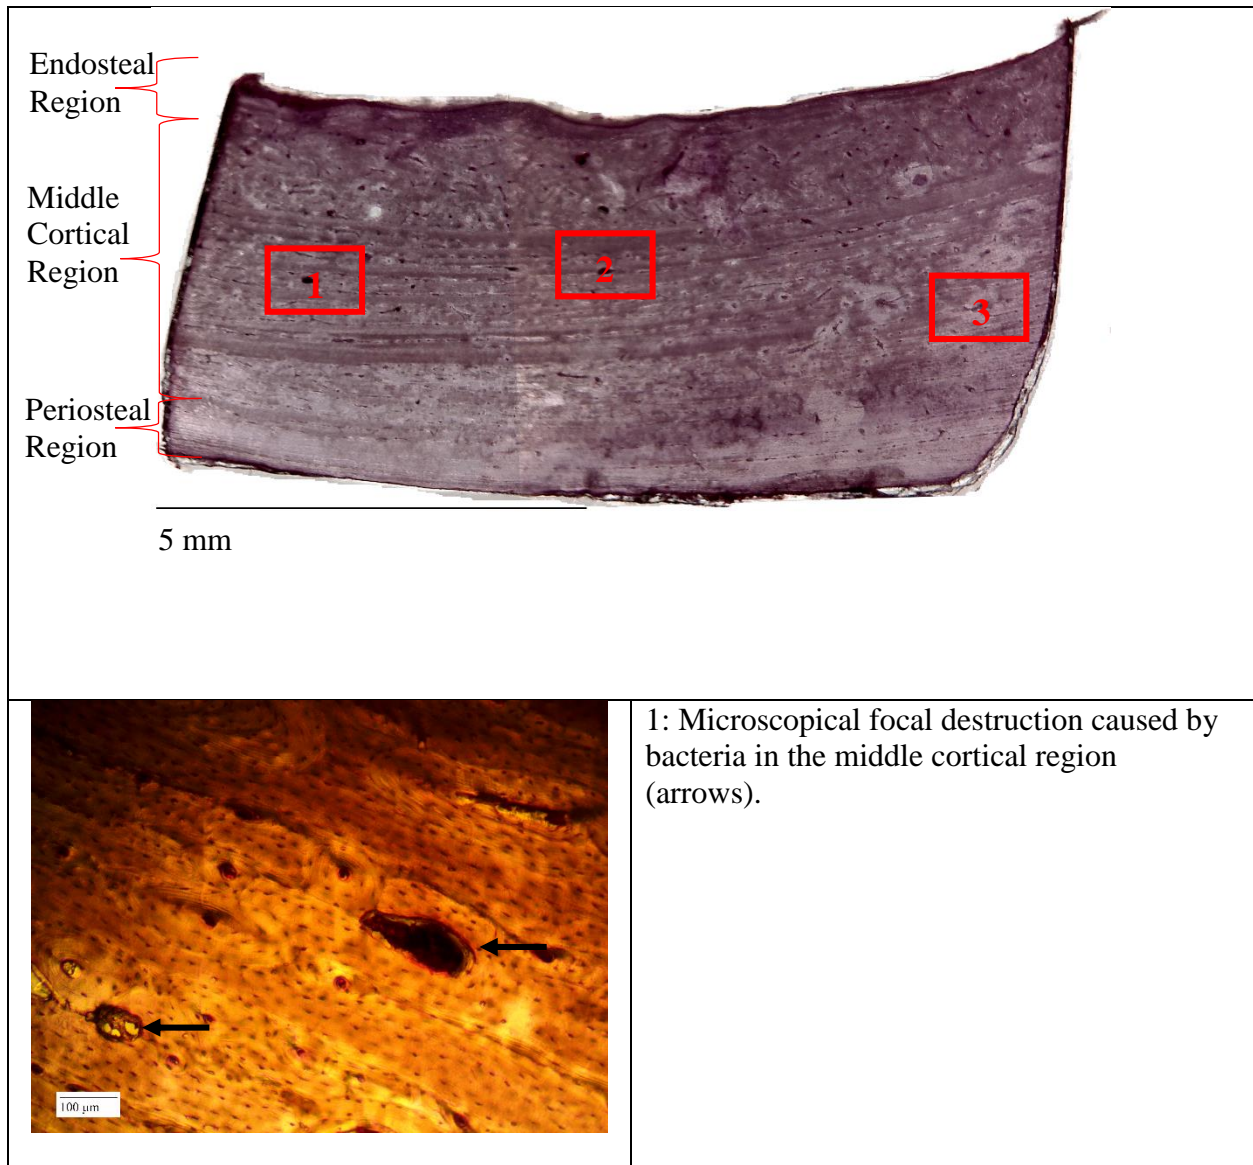 Endosteal
Region
Middle
Cortical
Region
Periosteal
Region
1
2
3
5 mm
1: Microscopical focal destruction caused by
bacteria in the middle cortical region
(arrows).
100 μm